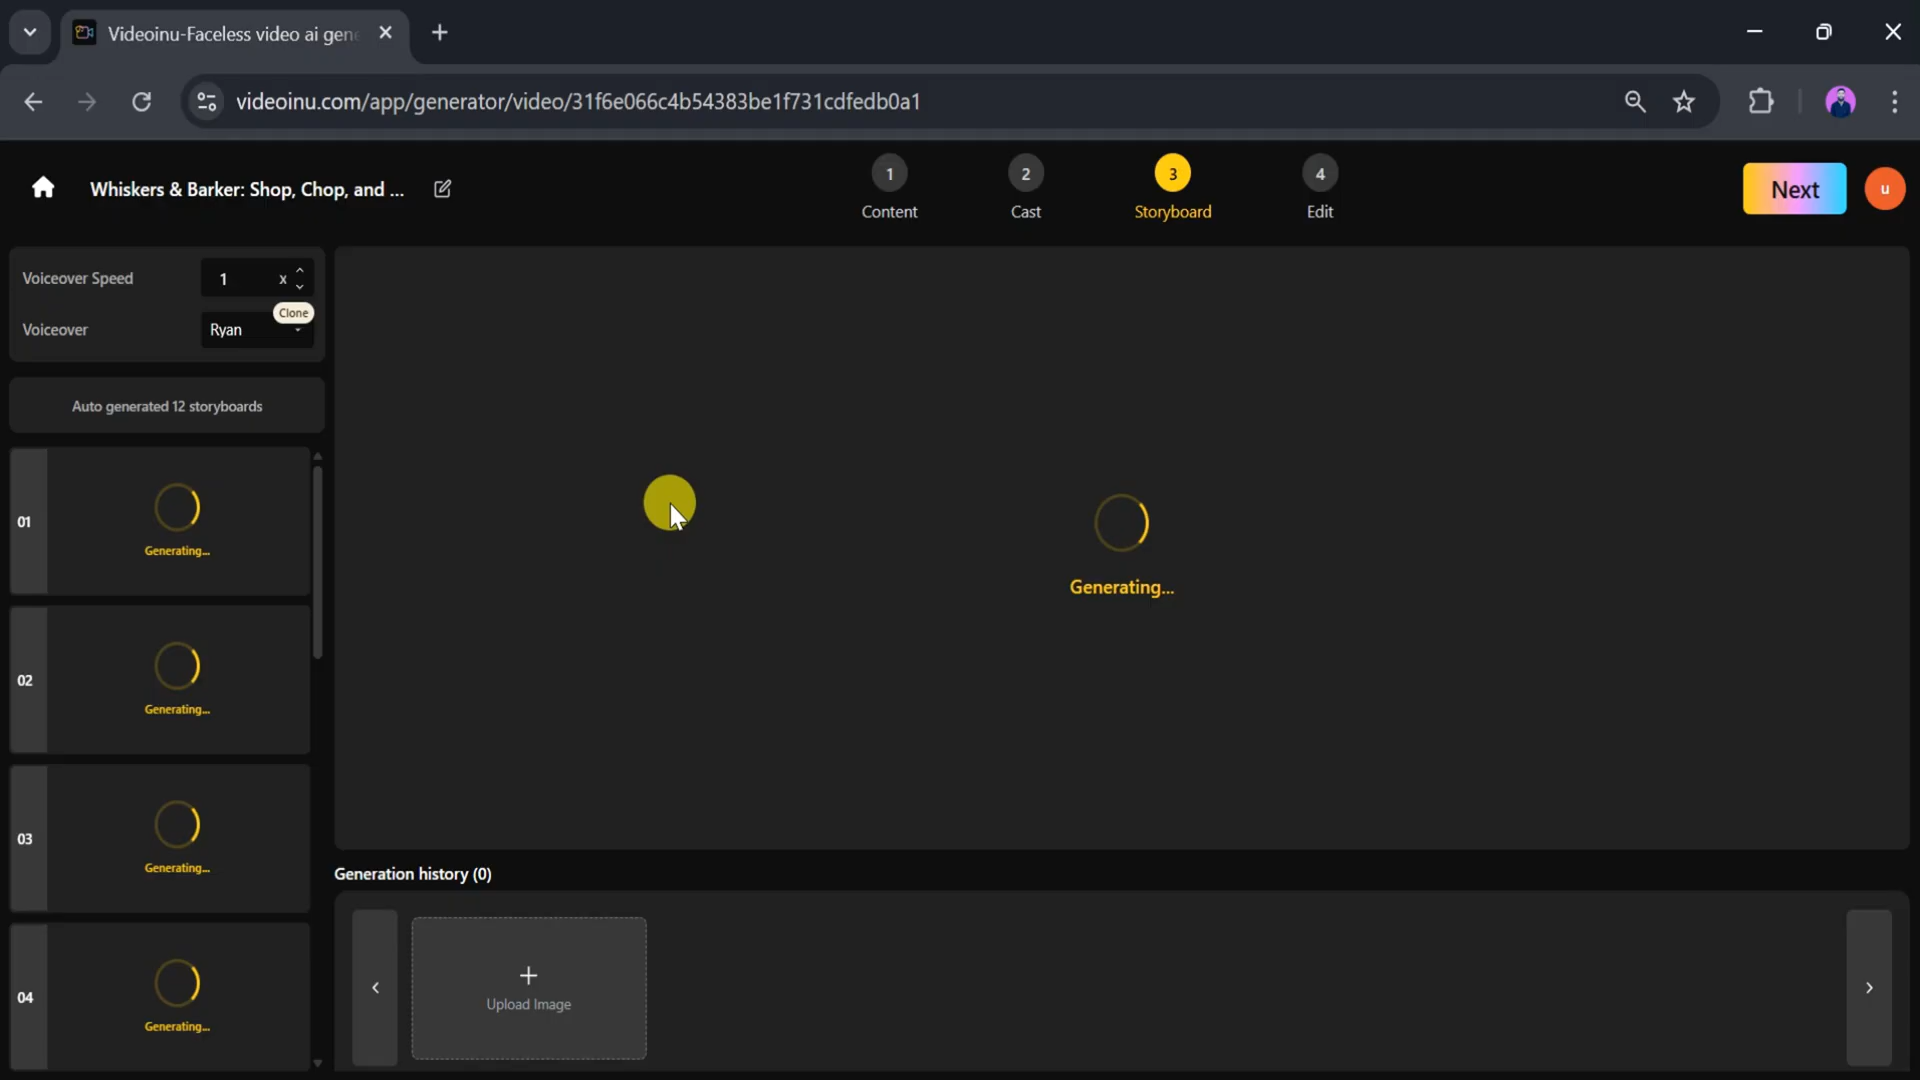 Videoinu-Faceless video ai gen
videoinu.com/app/generator/video/31f6e066c4b54383be1f731cdfedb0a1
Whiskers & Barker: Shop, Chop, and ...
1
Content
2
Cast
3
Storyboard
4
Edit
Next
u
Voiceover Speed
1
x
Clone
Voiceover
Ryan
Auto generated 12 storyboards
01
Generating...
02
Generating...
03
Generating...
04
Generating...
Generating...
Generation history (0)
Upload Image